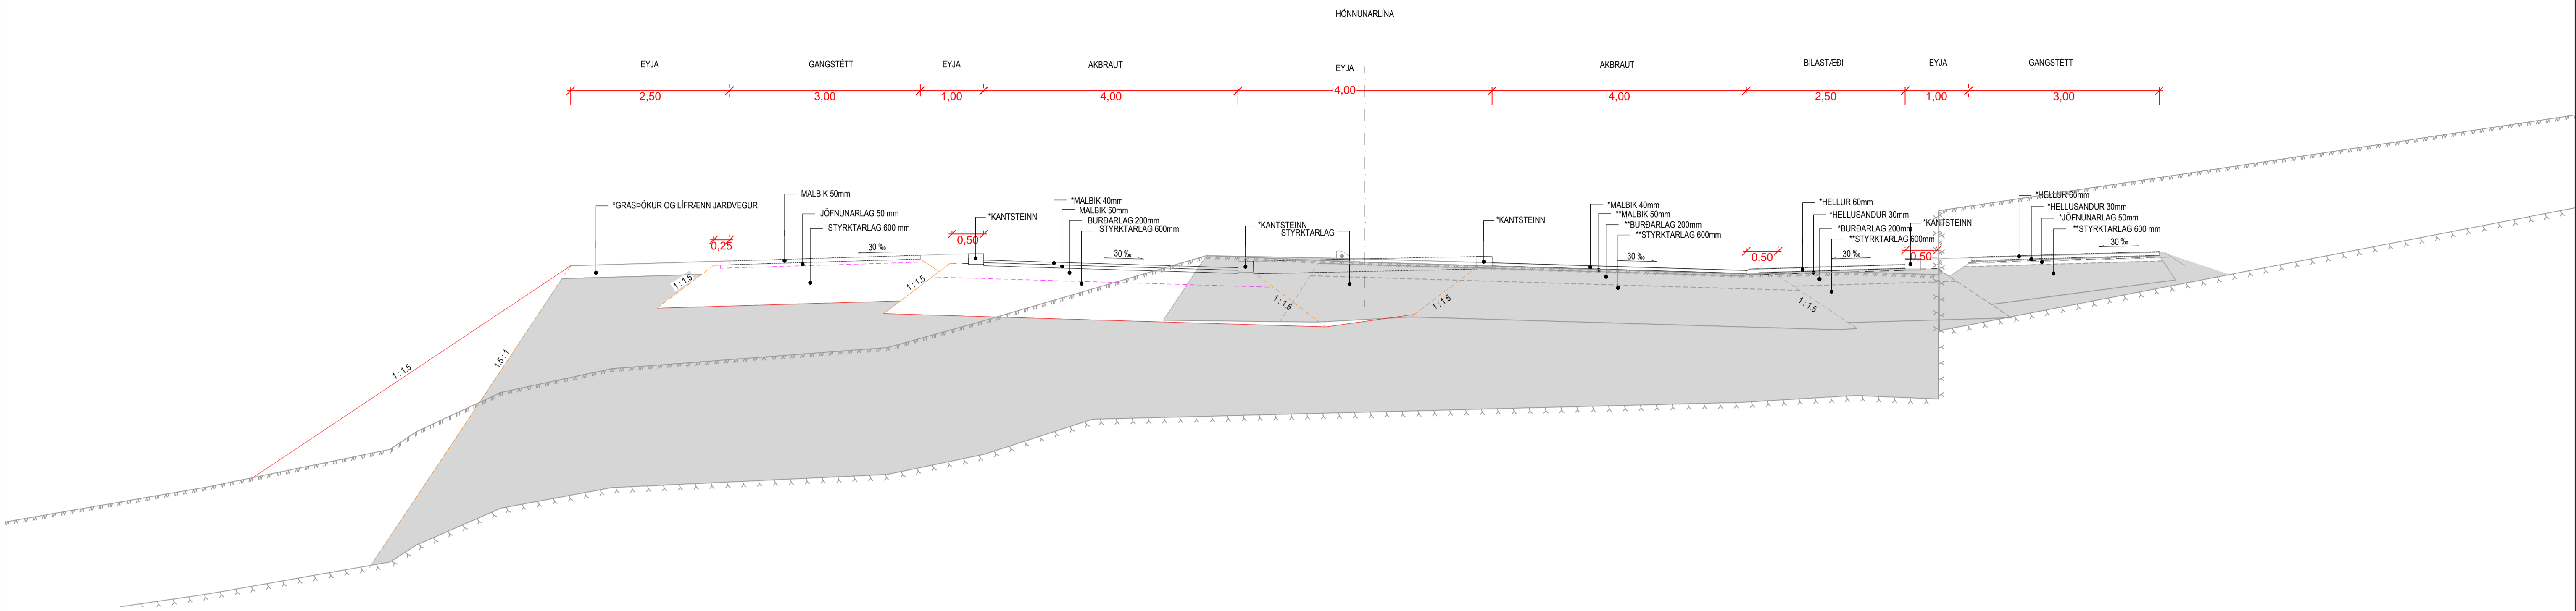 HÖNNUNARLÍNA
EYJA
GANGSTÉTT
EYJA
AKBRAUT
EYJA
AKBRAUT
BÍLASTÆÐI
EYJA
GANGSTÉTT
2,50
3,00
1,00
4,00
4,00
4,00
2,50
1,00
3,00
*GRASÞÖKUR OG LÍFRÆNN JARÐVEGUR
MALBIK 50mm
JÖFNUNARLAG 50 mm
STYRKTARLAG 600 mm
0,25
30 ‰
*KANTSTEINN
0,50
*MALBIK 40mm
MALBIK 50mm
BURÐARLAG 200mm
STYRKTARLAG 600mm
30 ‰
*KANTSTEINN
STYRKTARLAG
*KANTSTEINN
*MALBIK 40mm
**MALBIK 50mm
**BURÐARLAG 200mm
**STYRKTARLAG 600mm
30 ‰
0,50
*HELLUR 60mm
*HELLUSANDUR 30mm
*BURÐARLAG 200mm
**STYRKTARLAG 600mm
30 ‰
*KANTSTEINN
0,50
*HELLUR 60mm
*HELLUSANDUR 30mm
*JÖFNUNARLAG 50mm
**STYRKTARLAG 600 mm
30 ‰
1 : 1.5
1.5 : 1
1 : 1.5
1 : 1.5
1 : 1.5
1 : 1.5
1 : 1.5